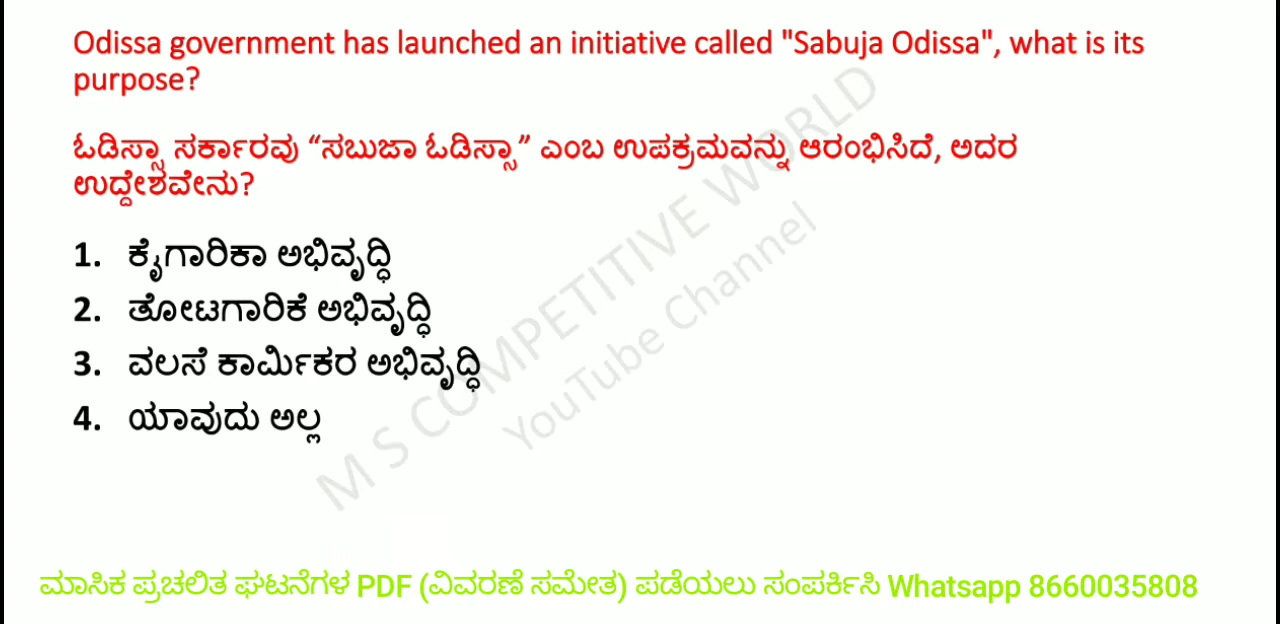 Odissa government has launched an initiative called "Sabuja Odissa", what is its
purpose?
ಓಡಿಸ್ಸಾ ಸರ್ಕಾರವು “ಸಬುಜಾ ಓಡಿಸ್ಸಾ” ಎಂಬ ಉಪಕ್ರಮವನ್ನು ಆರಂಭಿಸಿದೆ, ಅದರ
ಉದ್ದೇಶವೇನು?
1. ಕೈಗಾರಿಕಾ ಅಭಿವೃದ್ಧಿ
2. ತೋಟಗಾರಿಕೆ ಅಭಿವೃದ್ಧಿ
3. ವಲಸೆ ಕಾರ್ಮಿಕರ ಅಭಿವೃದ್ಧಿ
4. ಯಾವುದು ಅಲ್ಲ
M S COMPETITIVE WORLD
YouTube Channel
ಮಾಸಿಕ ಪ್ರಚಲಿತ ಘಟನೆಗಳ PDF (ವಿವರಣೆ ಸಮೇತ) ಪಡೆಯಲು ಸಂಪರ್ಕಿಸಿ Whatsapp 8660035808